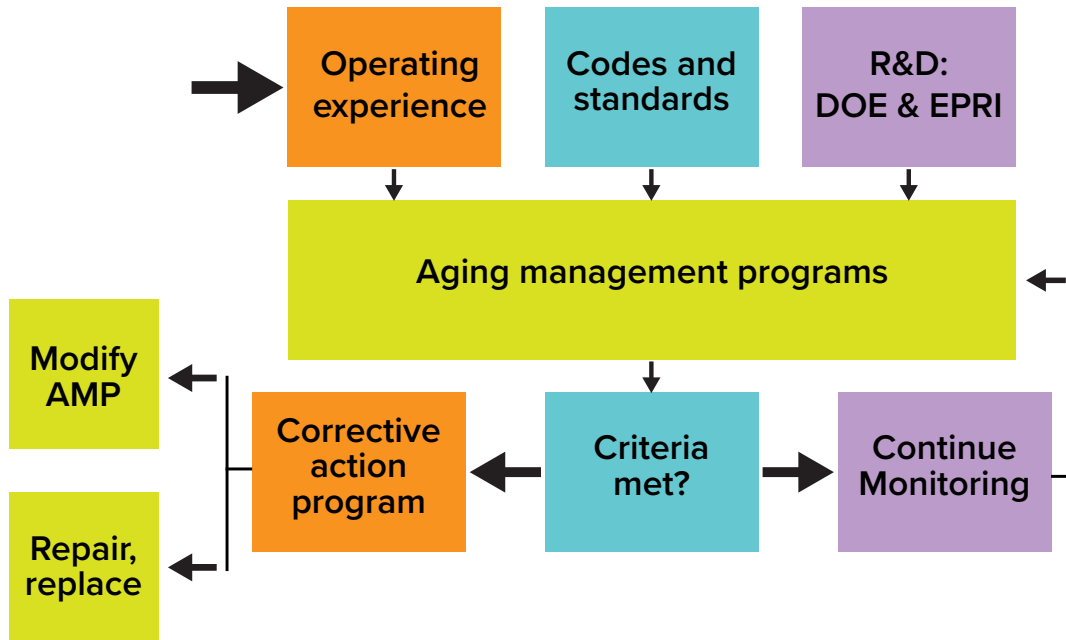 Operating
experience
Codes and
standards
R&D:
DOE & EPRI
Aging management programs
Modify
AMP
Corrective
action
program
Criteria
met?
Continue
Monitoring
Repair,
replace